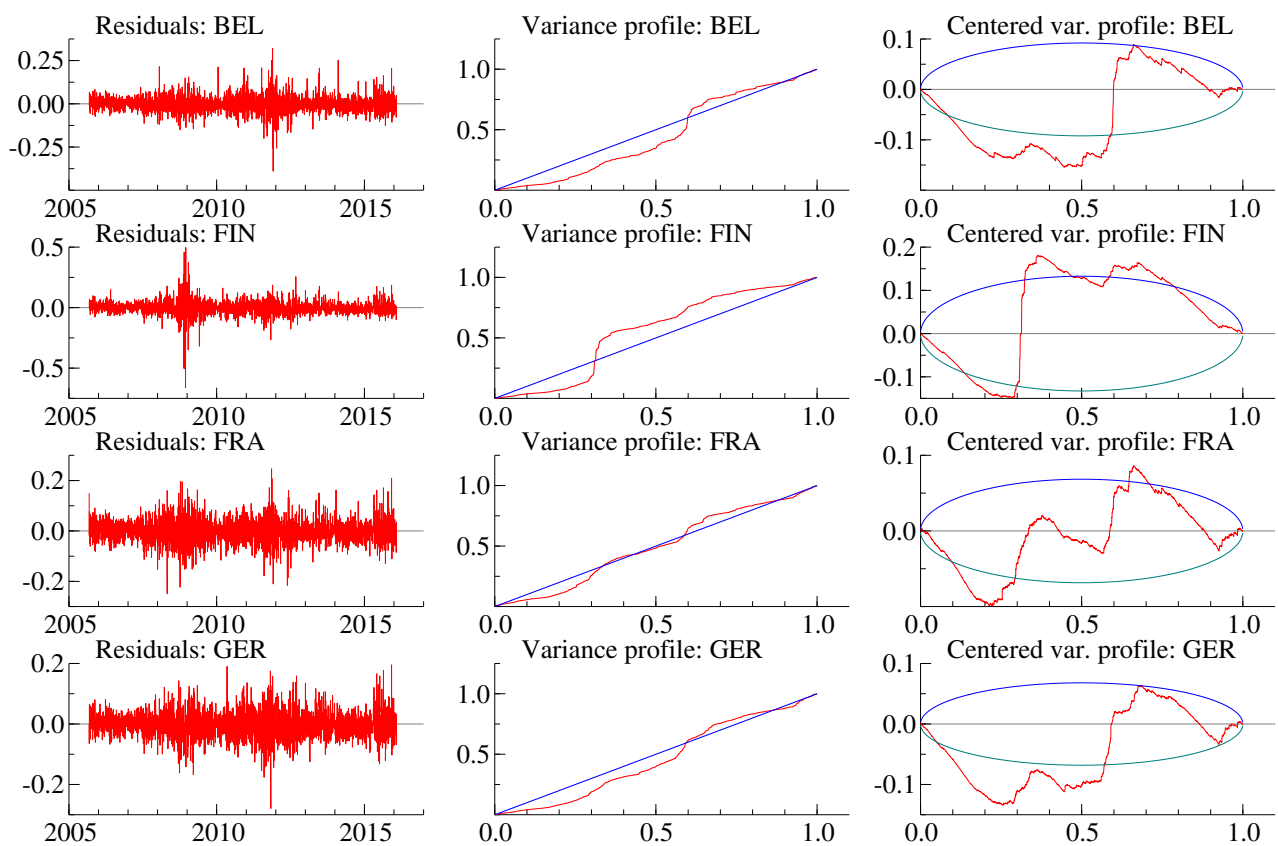 Residuals: BEL
Variance profile: BEL
Centered var. profile: BEL
0.25
0.00
-0.25
2005 2010 2015
1.0
0.5
0.0 0.5 1.0
0.1
0.0
-0.1
0.0 0.5 1.0
Residuals: FIN
Variance profile: FIN
Centered var. profile: FIN
0.5
0.0
-0.5
2005 2010 2015
1.0
0.5
0.0 0.5 1.0
0.2
0.1
0.0
-0.1
0.0 0.5 1.0
Residuals: FRA
Variance profile: FRA
Centered var. profile: FRA
0.2
0.0
-0.2
2005 2010 2015
1.0
0.5
0.0 0.5 1.0
0.1
0.0
-0.1
0.0 0.5 1.0
Residuals: GER
Variance profile: GER
Centered var. profile: GER
0.2
0.0
-0.2
2005 2010 2015
1.0
0.5
0.0 0.5 1.0
0.1
0.0
-0.1
0.0 0.5 1.0